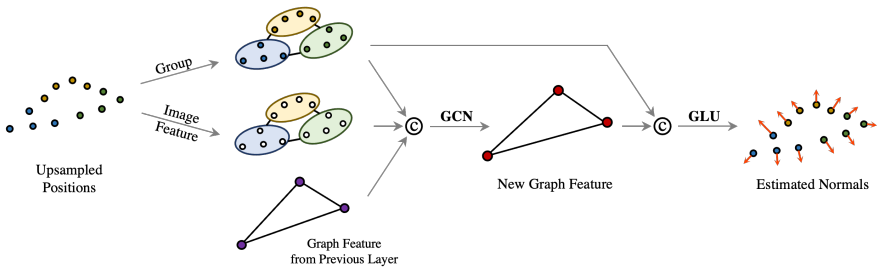 Group
Image
Feature
Upsampled
Positions
C
GCN
New Graph Feature
C
GLU
Estimated Normals
Graph Feature
from Previous Layer